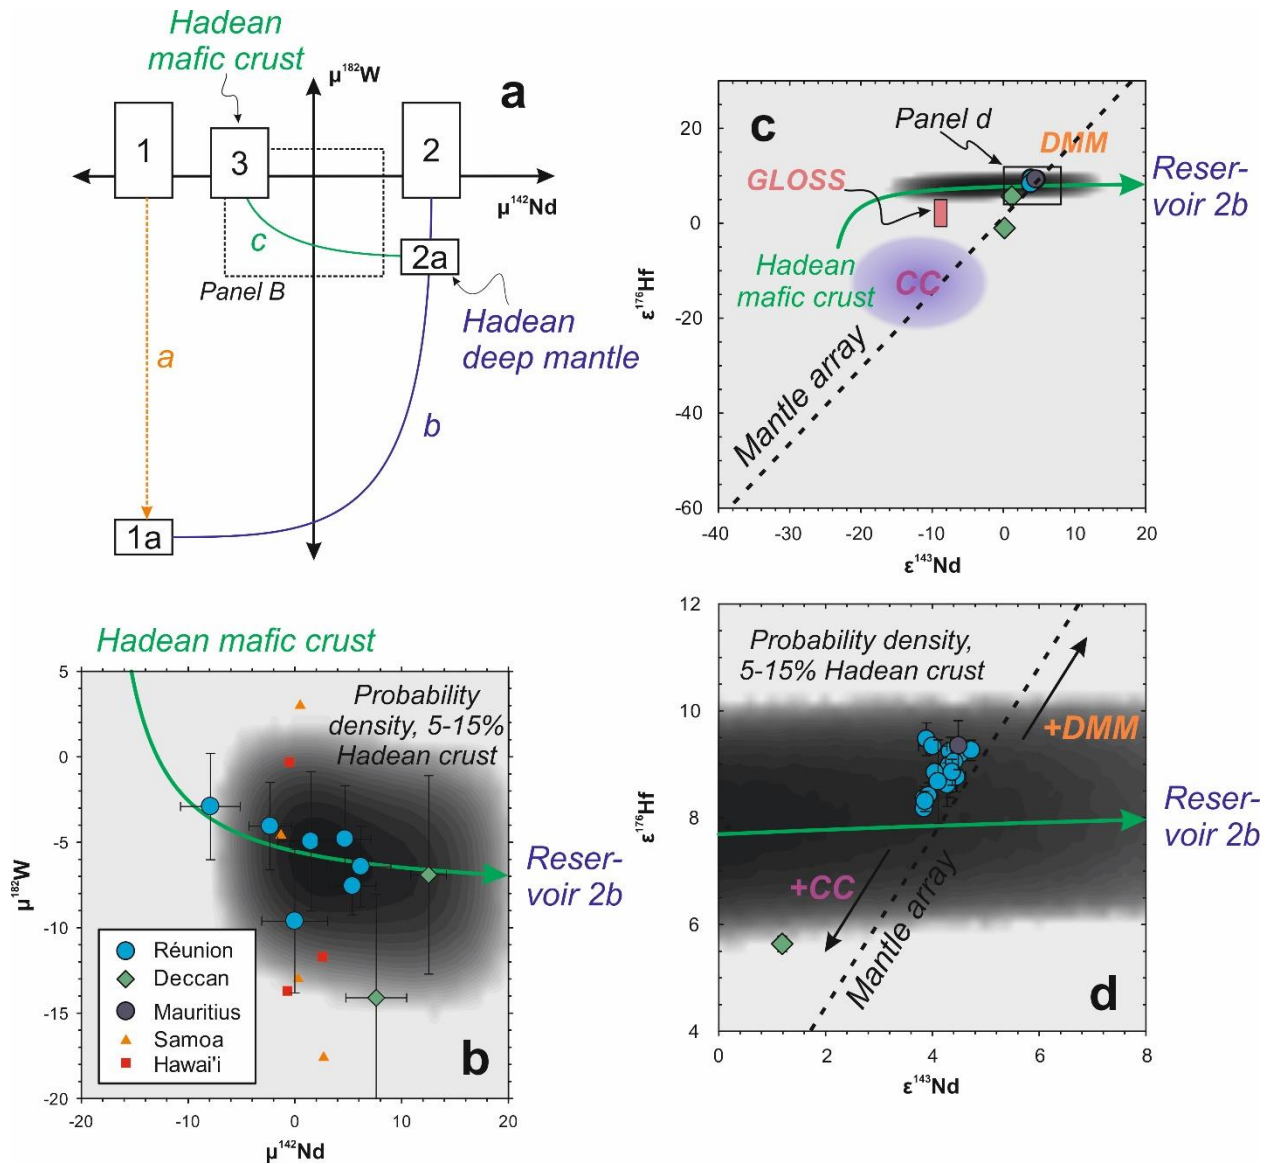 Hadean
mafic crust
μ¹⁸²W
a
1
3
2
μ¹⁴²Nd
c
2a
Panel B
Hadean
deep mantle
a
b
1a
c
Panel d
DMM
Reser-
voir 2b
GLOSS
Hadean
mafic crust
CC
Mantle array
20
0
-20
-40
-60
ε¹⁷⁶Hf
-40
-30
-20
-10
0
10
20
ε¹⁴³Nd
Hadean mafic crust
Probability
density, 5-15%
Hadean crust
Reser-
voir 2b
5
0
-5
-10
-15
-20
μ¹⁸²W
Réunion
Deccan
Mauritius
Samoa
Hawai'i
b
-20
-10
0
10
20
μ¹⁴²Nd
Probability density,
5-15% Hadean crust
+DMM
Reser-
voir 2b
+CC
Mantle array
d
12
10
8
6
4
ε¹⁷⁶Hf
0
2
4
6
8
ε¹⁴³Nd